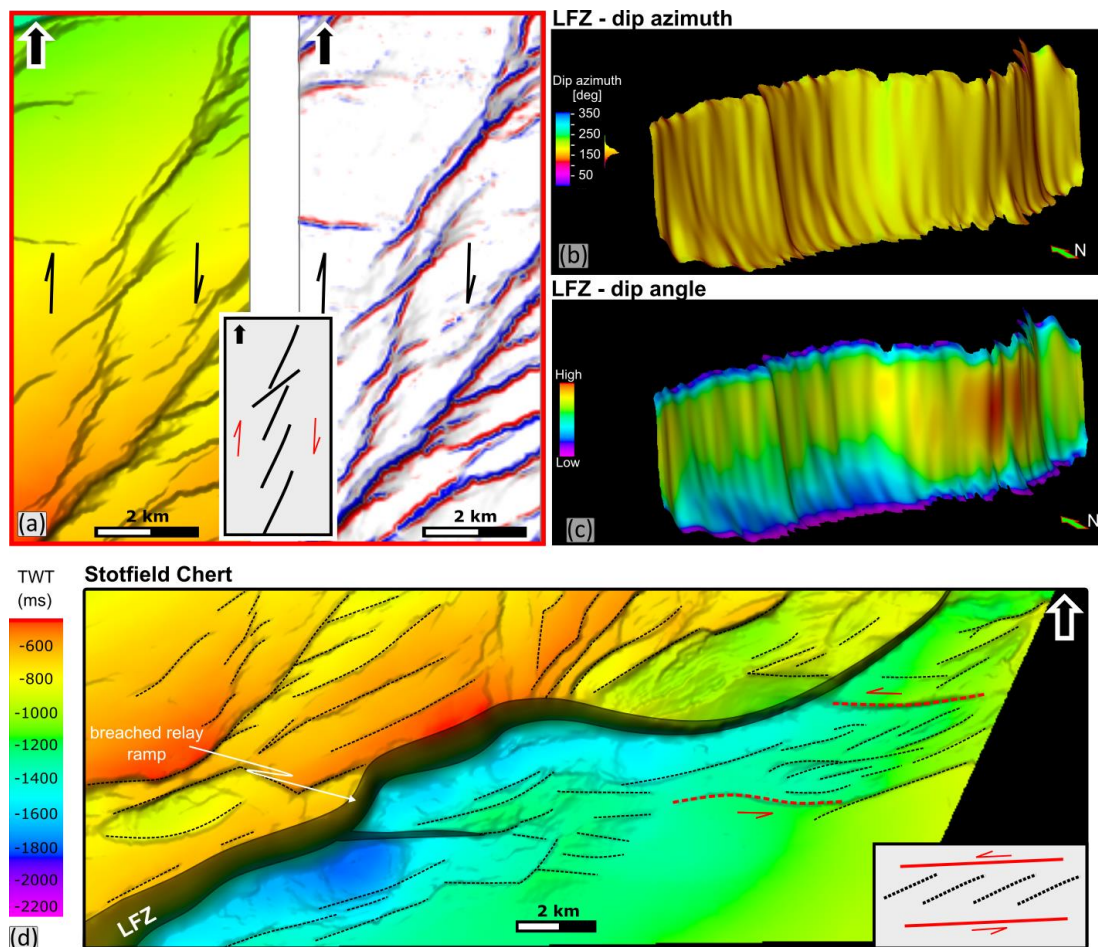 (a)
2 km
2 km
LFZ - dip azimuth
Dip azimuth
[deg]
350
250
150
50
(b)
N
LFZ - dip angle
High
Low
(c)
N
TWT
(ms)
Stotfield Chert
-600
-800
-1000
-1200
-1400
-1600
-1800
-2000
-2200
breached relay
ramp
LFZ
2 km
(d)